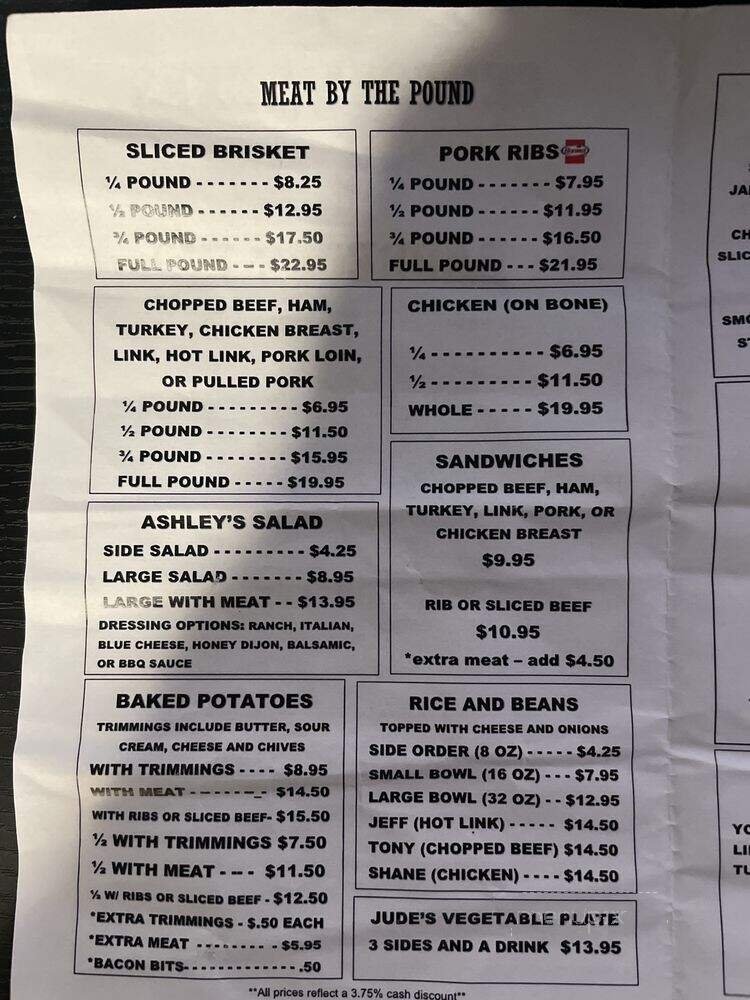 MEAT BY THE POUND
SLICED BRISKET
¼ POUND - - - - - - - $8.25
½ POUND - - - - - - $12.95
¾ POUND - - - - - - $17.50
FULL POUND - - - $22.95
PORK RIBS
¼ POUND - - - - - - - $7.95
½ POUND - - - - - - $11.95
¾ POUND - - - - - - $16.50
FULL POUND - - - $21.95
CHOPPED BEEF, HAM,
TURKEY, CHICKEN BREAST,
LINK, HOT LINK, PORK LOIN,
OR PULLED PORK
¼ POUND - - - - - - - - - $6.95
½ POUND - - - - - - - - $11.50
¾ POUND - - - - - - - - $15.95
FULL POUND - - - - - $19.95
CHICKEN (ON BONE)
¼ - - - - - - - - - - - $6.95
½ - - - - - - - - - - $11.50
WHOLE - - - - - $19.95
SANDWICHES
CHOPPED BEEF, HAM,
TURKEY, LINK, PORK, OR
CHICKEN BREAST
$9.95
RIB OR SLICED BEEF
$10.95
*extra meat – add $4.50
ASHLEY'S SALAD
SIDE SALAD - - - - - - - - - $4.25
LARGE SALAD - - - - - - - $8.95
LARGE WITH MEAT - - $13.95
DRESSING OPTIONS: RANCH, ITALIAN,
BLUE CHEESE, HONEY DIJON, BALSAMIC,
OR BBQ SAUCE
BAKED POTATOES
TRIMMINGS INCLUDE BUTTER, SOUR
CREAM, CHEESE AND CHIVES
WITH TRIMMINGS - - - - $8.95
WITH MEAT - - - - - - -_- $14.50
WITH RIBS OR SLICED BEEF- $15.50
½ WITH TRIMMINGS $7.50
½ WITH MEAT - - - - $11.50
½ W/ RIBS OR SLICED BEEF - $12.50
*EXTRA TRIMMINGS - $.50 EACH
*EXTRA MEAT - - - - - - - - - $5.95
*BACON BITS- - - - - - - - - - - - .50
RICE AND BEANS
TOPPED WITH CHEESE AND ONIONS
SIDE ORDER (8 OZ) - - - - - $4.25
SMALL BOWL (16 OZ) - - - $7.95
LARGE BOWL (32 OZ) - - $12.95
JEFF (HOT LINK) - - - - - $14.50
TONY (CHOPPED BEEF) $14.50
SHANE (CHICKEN) - - - - $14.50
JUDE'S VEGETABLE PLATE
3 SIDES AND A DRINK $13.95
**All prices reflect a 3.75% cash discount**
JA
CH
SLIC
SMO
ST
YO
LI
TU